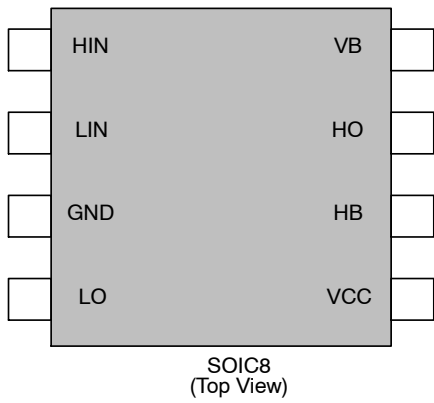 HIN VB
LIN HO
GND HB
LO VCC
SOIC8
(Top View)